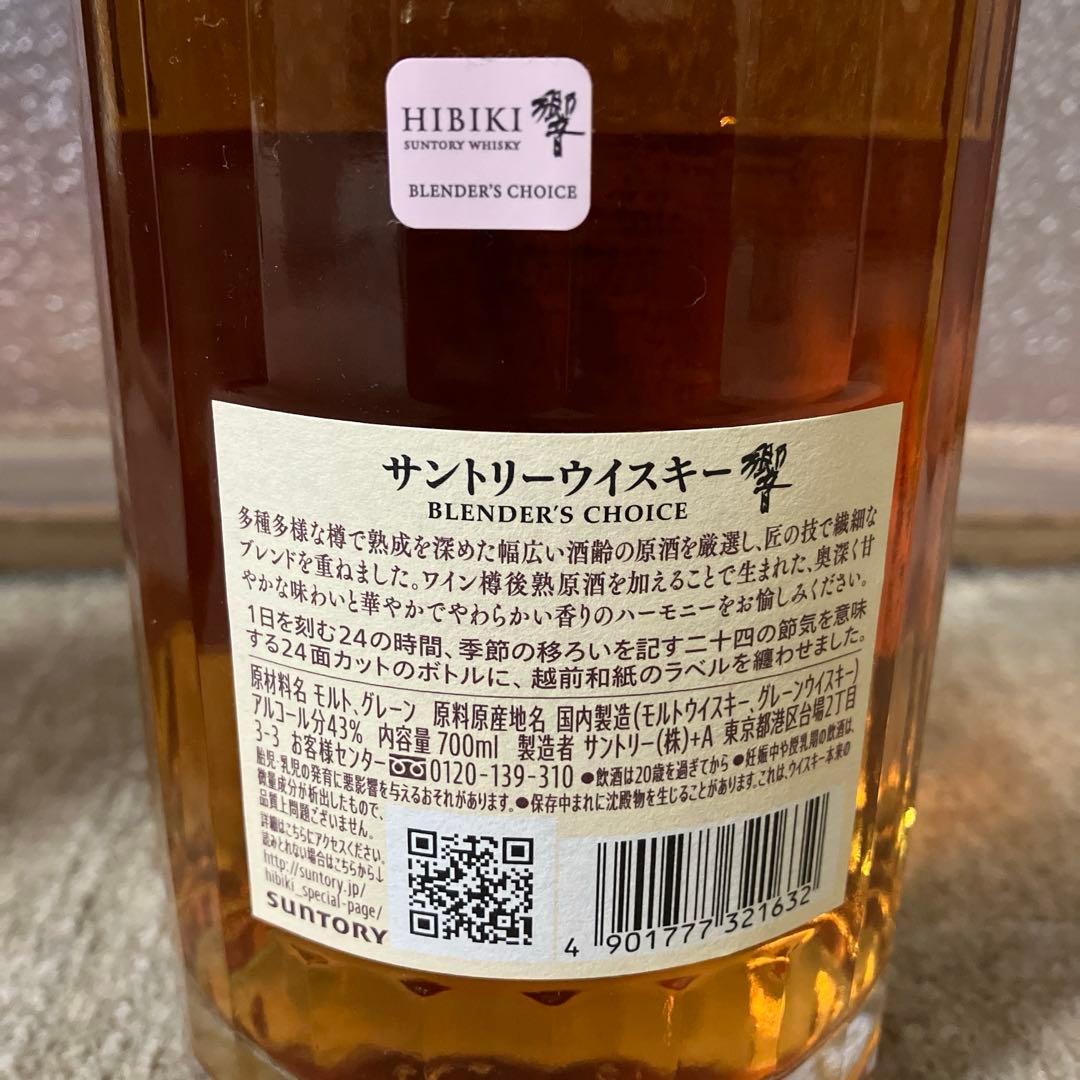 HIBIKI 響
SUNTORY WHISKY
BLENDER'S CHOICE
サントリーウイスキー響
BLENDER'S CHOICE
多種多様な樽で熟成を深めた幅広い酒齢の原酒を厳選し、匠の技で繊細な
ブレンドを重ねました。ワイン樽後熟原酒を加えることで生まれた、奥深く甘
やかな味わいと華やかでやわらかい香りのハーモニーをお愉しみください。
1日を刻む24の時間、季節の移ろいを記す二十四の節気を意味
する24面カットのボトルに、越前和紙のラベルを纏わせました。
原材料名 モルト、グレーン 原料原産地名 国内製造(モルトウイスキー、グレーンウイスキー)
アルコール分43% 内容量 700ml 製造者 サントリー(株)+A 東京都港区台場2丁目
3-3 お客様センター 0120-139-310 ●飲酒は20歳を過ぎてから ●妊娠中や授乳期の飲酒は、
胎児・乳児の発育に悪影響を与えるおそれがあります。●保存中まれに沈殿物を生じることがあります。これは、ウイスキー本来の
微量成分が析出したもので、
品質上問題ございません。
詳細はこちらにアクセスください。
読みとれない場合はこちらから↓
http://suntory.jp/
hibiki_special-page/
SUNTORY
4 901777 321632